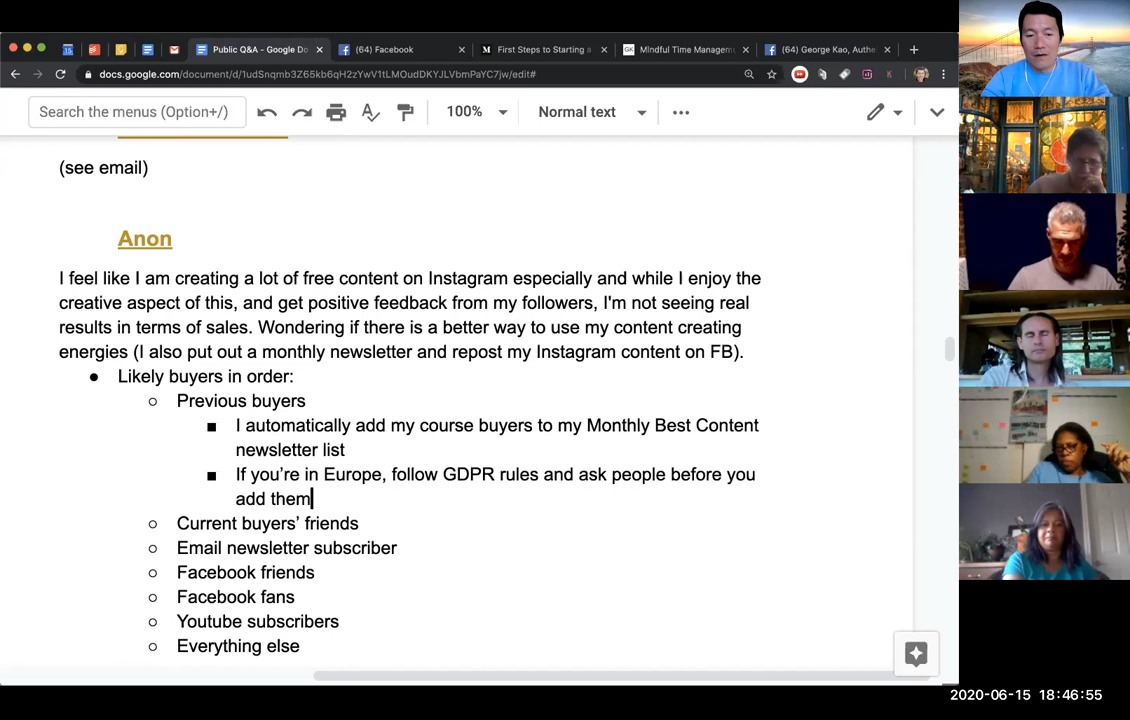 Public Q&A - Google Do
(64) Facebook
First Steps to Starting a
Mindful Time Managem
(64) George Kao, Authe
docs.google.com/document/d/1udSnqmb3Z65kb6qH2zYwV1tLMOudDKYJLVbmPaYC7jw/edit#
Search the menus (Option+/)
100%
Normal text
(see email)
Anon
I feel like I am creating a lot of free content on Instagram especially and while I enjoy the
creative aspect of this, and get positive feedback from my followers, I'm not seeing real
results in terms of sales. Wondering if there is a better way to use my content creating
energies (I also put out a monthly newsletter and repost my Instagram content on FB).
● Likely buyers in order:
○ Previous buyers
■ I automatically add my course buyers to my Monthly Best Content
newsletter list
■ If you're in Europe, follow GDPR rules and ask people before you
add them
○ Current buyers' friends
○ Email newsletter subscriber
○ Facebook friends
○ Facebook fans
○ Youtube subscribers
○ Everything else
2020-06-15 18:46:55